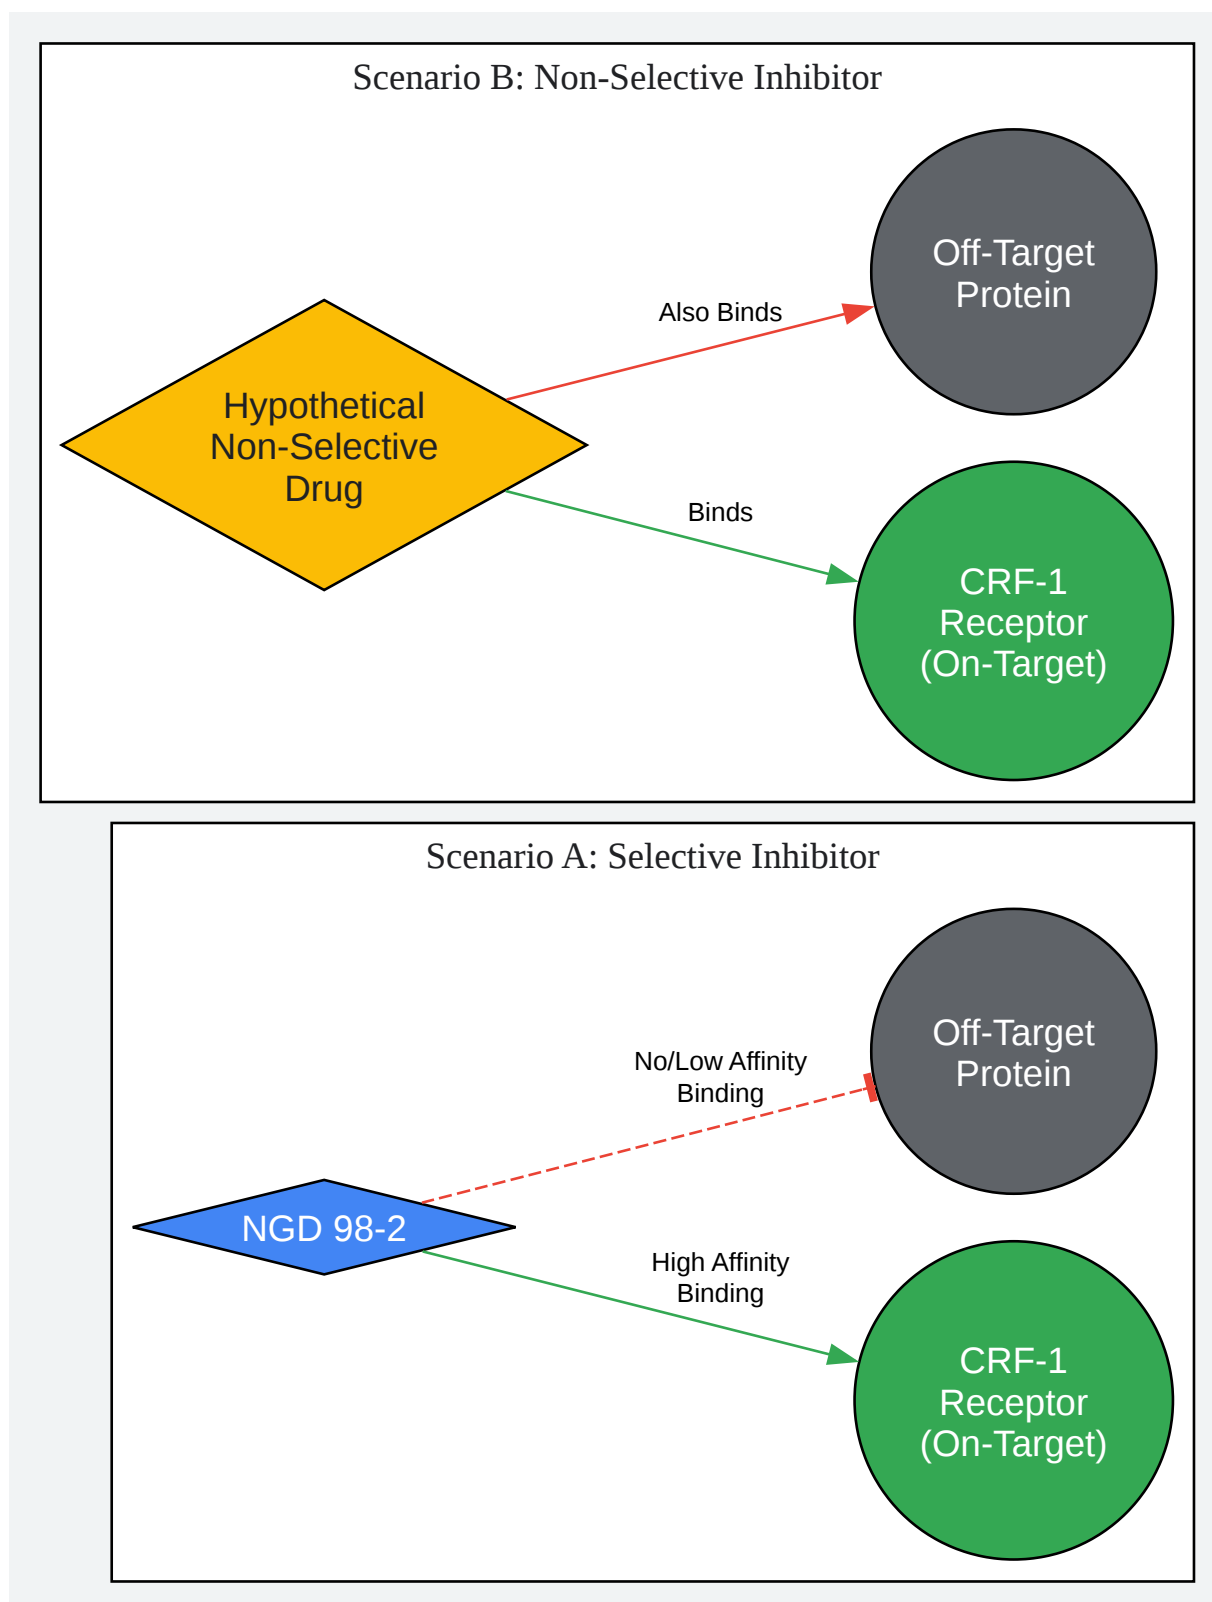 Scenario B: Non-Selective Inhibitor
Off-Target
Protein
Also Binds
Hypothetical
Non-Selective
Drug
Binds
CRF-1
Receptor
(On-Target)
Scenario A: Selective Inhibitor
Off-Target
Protein
No/Low Affinity
Binding
NGD 98-2
High Affinity
Binding
CRF-1
Receptor
(On-Target)